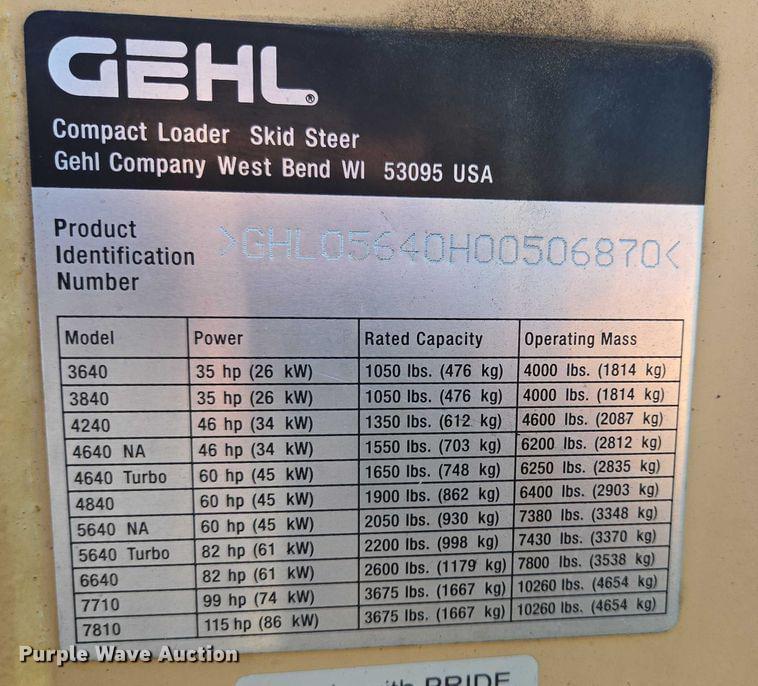 GEHL®
Compact Loader Skid Steer
Gehl Company West Bend WI 53095 USA
Product
Identification
Number
>GHL05640H00506870<
Model Power Rated Capacity Operating Mass
3640 35 hp (26 kW) 1050 lbs. (476 kg) 4000 lbs. (1814 kg)
3840 35 hp (26 kW) 1050 lbs. (476 kg) 4000 lbs. (1814 kg)
4240 46 hp (34 kW) 1350 lbs. (612 kg) 4600 lbs. (2087 kg)
4640 NA 46 hp (34 kW) 1550 lbs. (703 kg) 6200 lbs. (2812 kg)
4640 Turbo 60 hp (45 kW) 1650 lbs. (748 kg) 6250 lbs. (2835 kg)
4840 60 hp (45 kW) 1900 lbs. (862 kg) 6400 lbs. (2903 kg)
5640 NA 60 hp (45 kW) 2050 lbs. (930 kg) 7380 lbs. (3348 kg)
5640 Turbo 82 hp (61 kW) 2200 lbs. (998 kg) 7430 lbs. (3370 kg)
6640 82 hp (61 kW) 2600 lbs. (1179 kg) 7800 lbs. (3538 kg)
7710 99 hp (74 kW) 3675 lbs. (1667 kg) 10260 lbs. (4654 kg)
7810 115 hp (86 kW) 3675 lbs. (1667 kg) 10260 lbs. (4654 kg)
Purple Wave Auction
with PRIDE